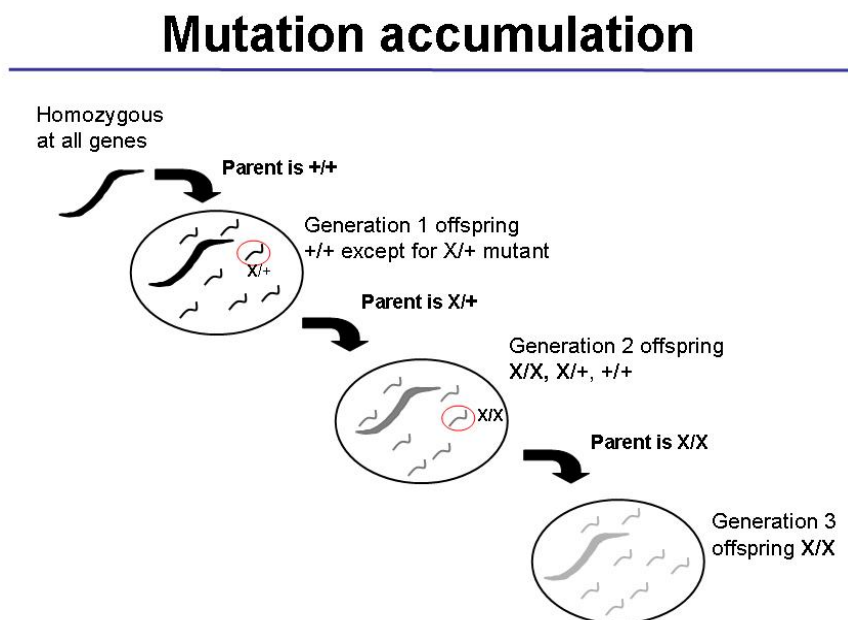 Mutation accumulation
Homozygous
at all genes
Parent is +/+
Generation 1 offspring
+/+ except for X/+ mutant
X/+
Parent is X/+
Generation 2 offspring
X/X, X/+, +/+
X/X
Parent is X/X
Generation 3
offspring X/X